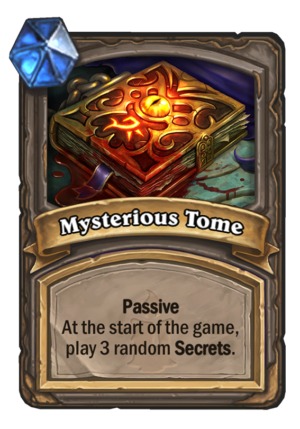 Mysterious Tome
Passive
At the start of the game,
play 3 random Secrets.